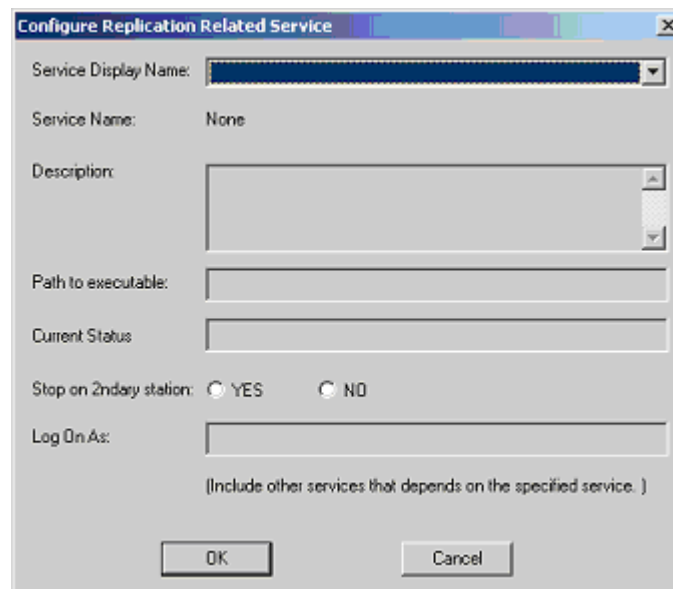 Configure Replication Related Service
Service Display Name:
Service Name: None
Description:
Path to executable:
Current Status
Stop on 2ndary station: YES NO
Log On As:
(Include other services that depends on the specified service. )
OK Cancel